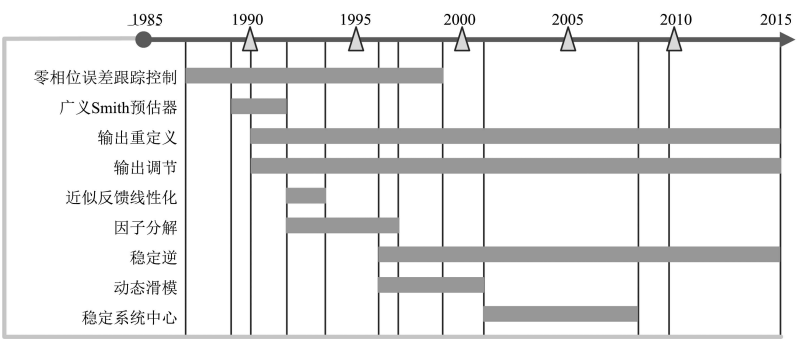 1985 1990 1995 2000 2005 2010 2015
零相位误差跟踪控制
广义Smith预估器
输出重定义
输出调节
近似反馈线性化
因子分解
稳定逆
动态滑模
稳定系统中心